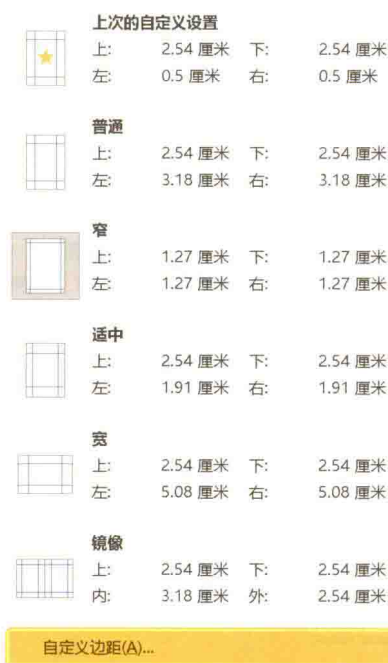 上次的自定义设置
上: 2.54 厘米 下: 2.54 厘米
左: 0.5 厘米 右: 0.5 厘米
普通
上: 2.54 厘米 下: 2.54 厘米
左: 3.18 厘米 右: 3.18 厘米
窄
上: 1.27 厘米 下: 1.27 厘米
左: 1.27 厘米 右: 1.27 厘米
适中
上: 2.54 厘米 下: 2.54 厘米
左: 1.91 厘米 右: 1.91 厘米
宽
上: 2.54 厘米 下: 2.54 厘米
左: 5.08 厘米 右: 5.08 厘米
镜像
上: 2.54 厘米 下: 2.54 厘米
内: 3.18 厘米 外: 2.54 厘米
自定义边距(A)...